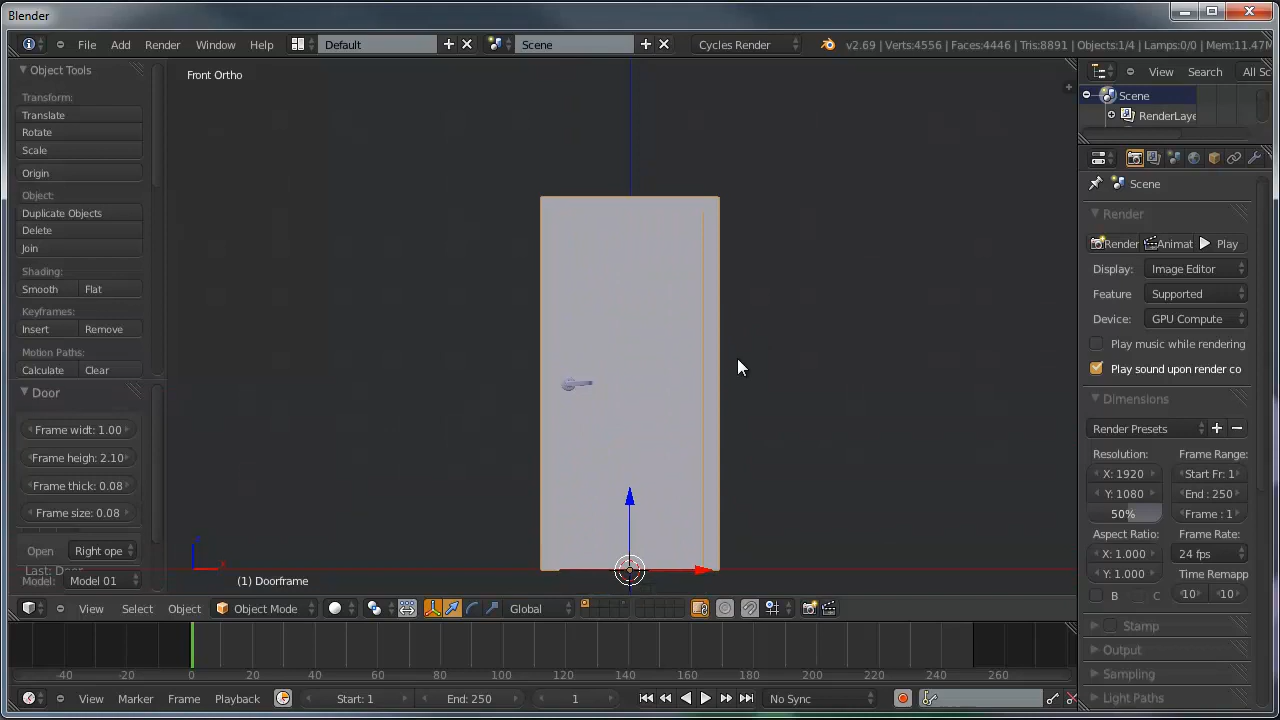 Blender
File Add Render Window Help Default Scene Cycles Render v2.69 | Verts:4556 | Faces:4446 | Tris:8891 | Objects:1/4 | Lamps:0/0 | Mem:11.47M
Object Tools
Transform:
Translate
Rotate
Scale
Origin
Object:
Duplicate Objects
Delete
Join
Shading:
Smooth Flat
Keyframes:
Insert Remove
Motion Paths:
Calculate Clear
Door
Frame widt: 1.00
Frame heigh: 2.10
Frame thick: 0.08
Frame size: 0.08
Open Right ope
Last: Door
Model: Model 01
Front Ortho
(1) Doorframe
View Select Object Object Mode Global
-40 -20 0 20 40 60 80 100 120 140 160 180 200 220 240 260
View Marker Frame Playback Start: 1 End: 250 1 No Sync
View Search All Sc
Scene
RenderLaye
Scene
Render
Render Animat Play
Display: Image Editor
Feature Supported
Device: GPU Compute
Play music while rendering
Play sound upon render co
Dimensions
Render Presets
Resolution: Frame Range:
X: 1920 Start Fr: 1
Y: 1080 End : 250
50% Frame : 1
Aspect Ratio: Frame Rate:
X: 1.000 24 fps
Y: 1.000 Time Remapp
B C 10 10
Stamp
Output
Sampling
Light Paths